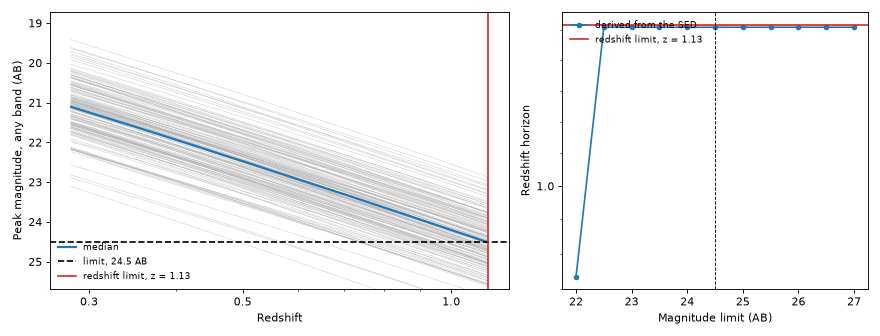 Peak magnitude, any band (AB)
19
20
21
22
23
24
25
median
limit, 24.5 AB
redshift limit, z = 1.13
0.3
0.5
1.0
Redshift
Redshift horizon
1.0
derived from the SED
redshift limit, z = 1.13
22
23
24
25
26
27
Magnitude limit (AB)